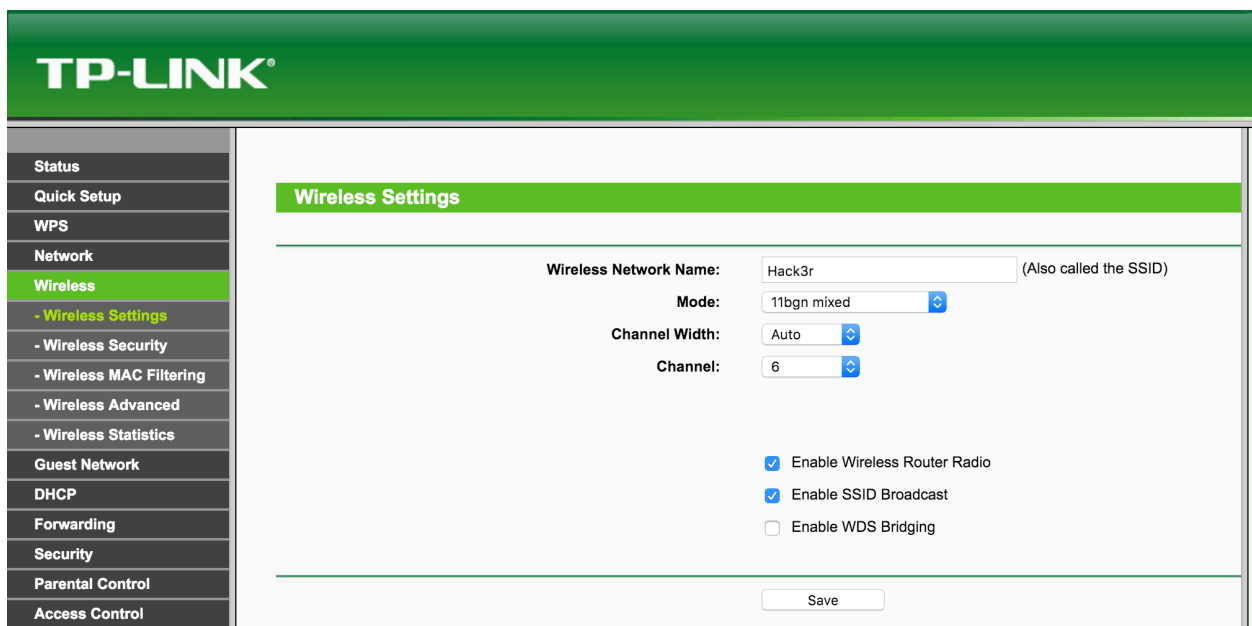 TP-LINK®
Status
Quick Setup
WPS
Network
Wireless
- Wireless Settings
- Wireless Security
- Wireless MAC Filtering
- Wireless Advanced
- Wireless Statistics
Guest Network
DHCP
Forwarding
Security
Parental Control
Access Control
Wireless Settings
Wireless Network Name: Hack3r (Also called the SSID)
Mode: 11bgn mixed
Channel Width: Auto
Channel: 6
Enable Wireless Router Radio
Enable SSID Broadcast
Enable WDS Bridging
Save